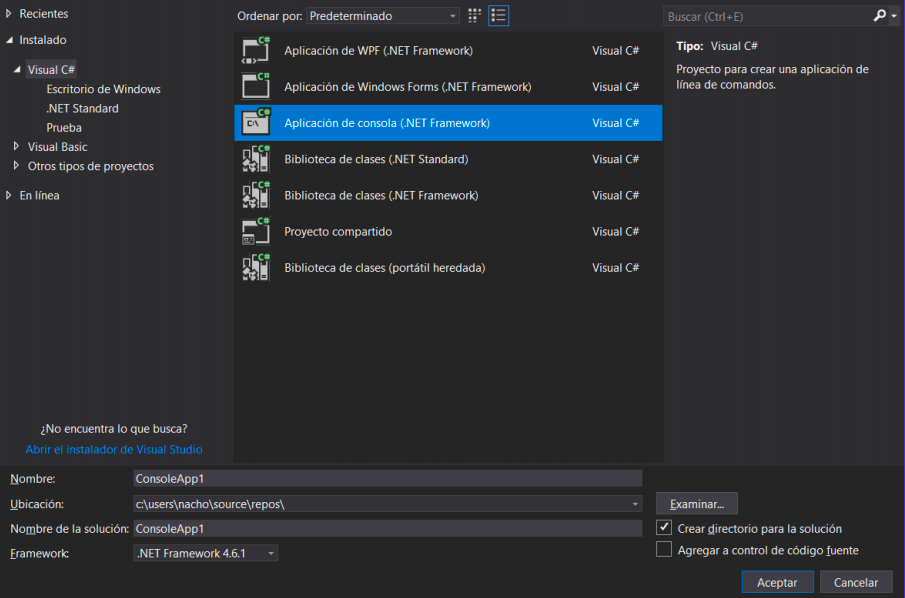 Recientes
Instalado
Visual C#
Escritorio de Windows
.NET Standard
Prueba
Visual Basic
Otros tipos de proyectos
En línea
¿No encuentra lo que busca?
Abrir el instalador de Visual Studio
Ordenar por: Predeterminado
Aplicación de WPF (.NET Framework) Visual C#
Aplicación de Windows Forms (.NET Framework) Visual C#
Aplicación de consola (.NET Framework) Visual C#
Biblioteca de clases (.NET Standard) Visual C#
Biblioteca de clases (.NET Framework) Visual C#
Proyecto compartido Visual C#
Biblioteca de clases (portátil heredada) Visual C#
Buscar (Ctrl+E)
Tipo: Visual C#
Proyecto para crear una aplicación de
línea de comandos.
Nombre: ConsoleApp1
Ubicación: c:\users\nacho\source\repos\
Examinar...
Nombre de la solución: ConsoleApp1
Crear directorio para la solución
Framework: .NET Framework 4.6.1
Agregar a control de código fuente
Aceptar Cancelar